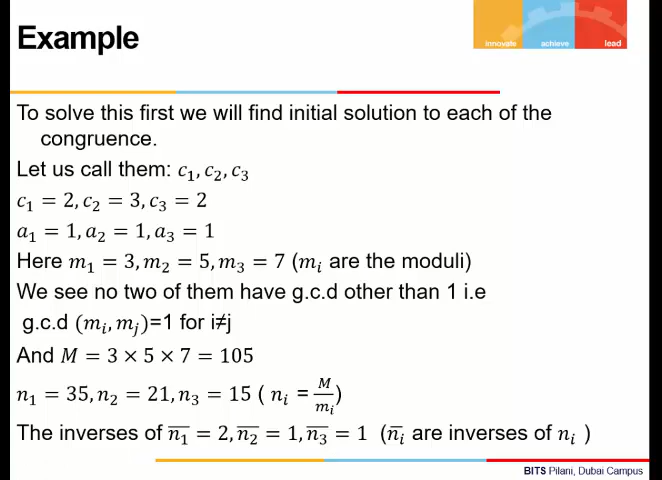 Example
innovate achieve lead
To solve this first we will find initial solution to each of the
congruence.
Let us call them: c₁, c₂, c₃
c₁ = 2, c₂ = 3, c₃ = 2
a₁ = 1, a₂ = 1, a₃ = 1
Here m₁ = 3, m₂ = 5, m₃ = 7 (mᵢ are the moduli)
We see no two of them have g.c.d other than 1 i.e
g.c.d (mᵢ, mⱼ)=1 for i≠j
And M = 3 × 5 × 7 = 105
n₁ = 35, n₂ = 21, n₃ = 15 ( nᵢ = M/mᵢ)
The inverses of n̅₁ = 2, n̅₂ = 1, n̅₃ = 1 (n̅ᵢ are inverses of nᵢ )
BITS Pilani, Dubai Campus